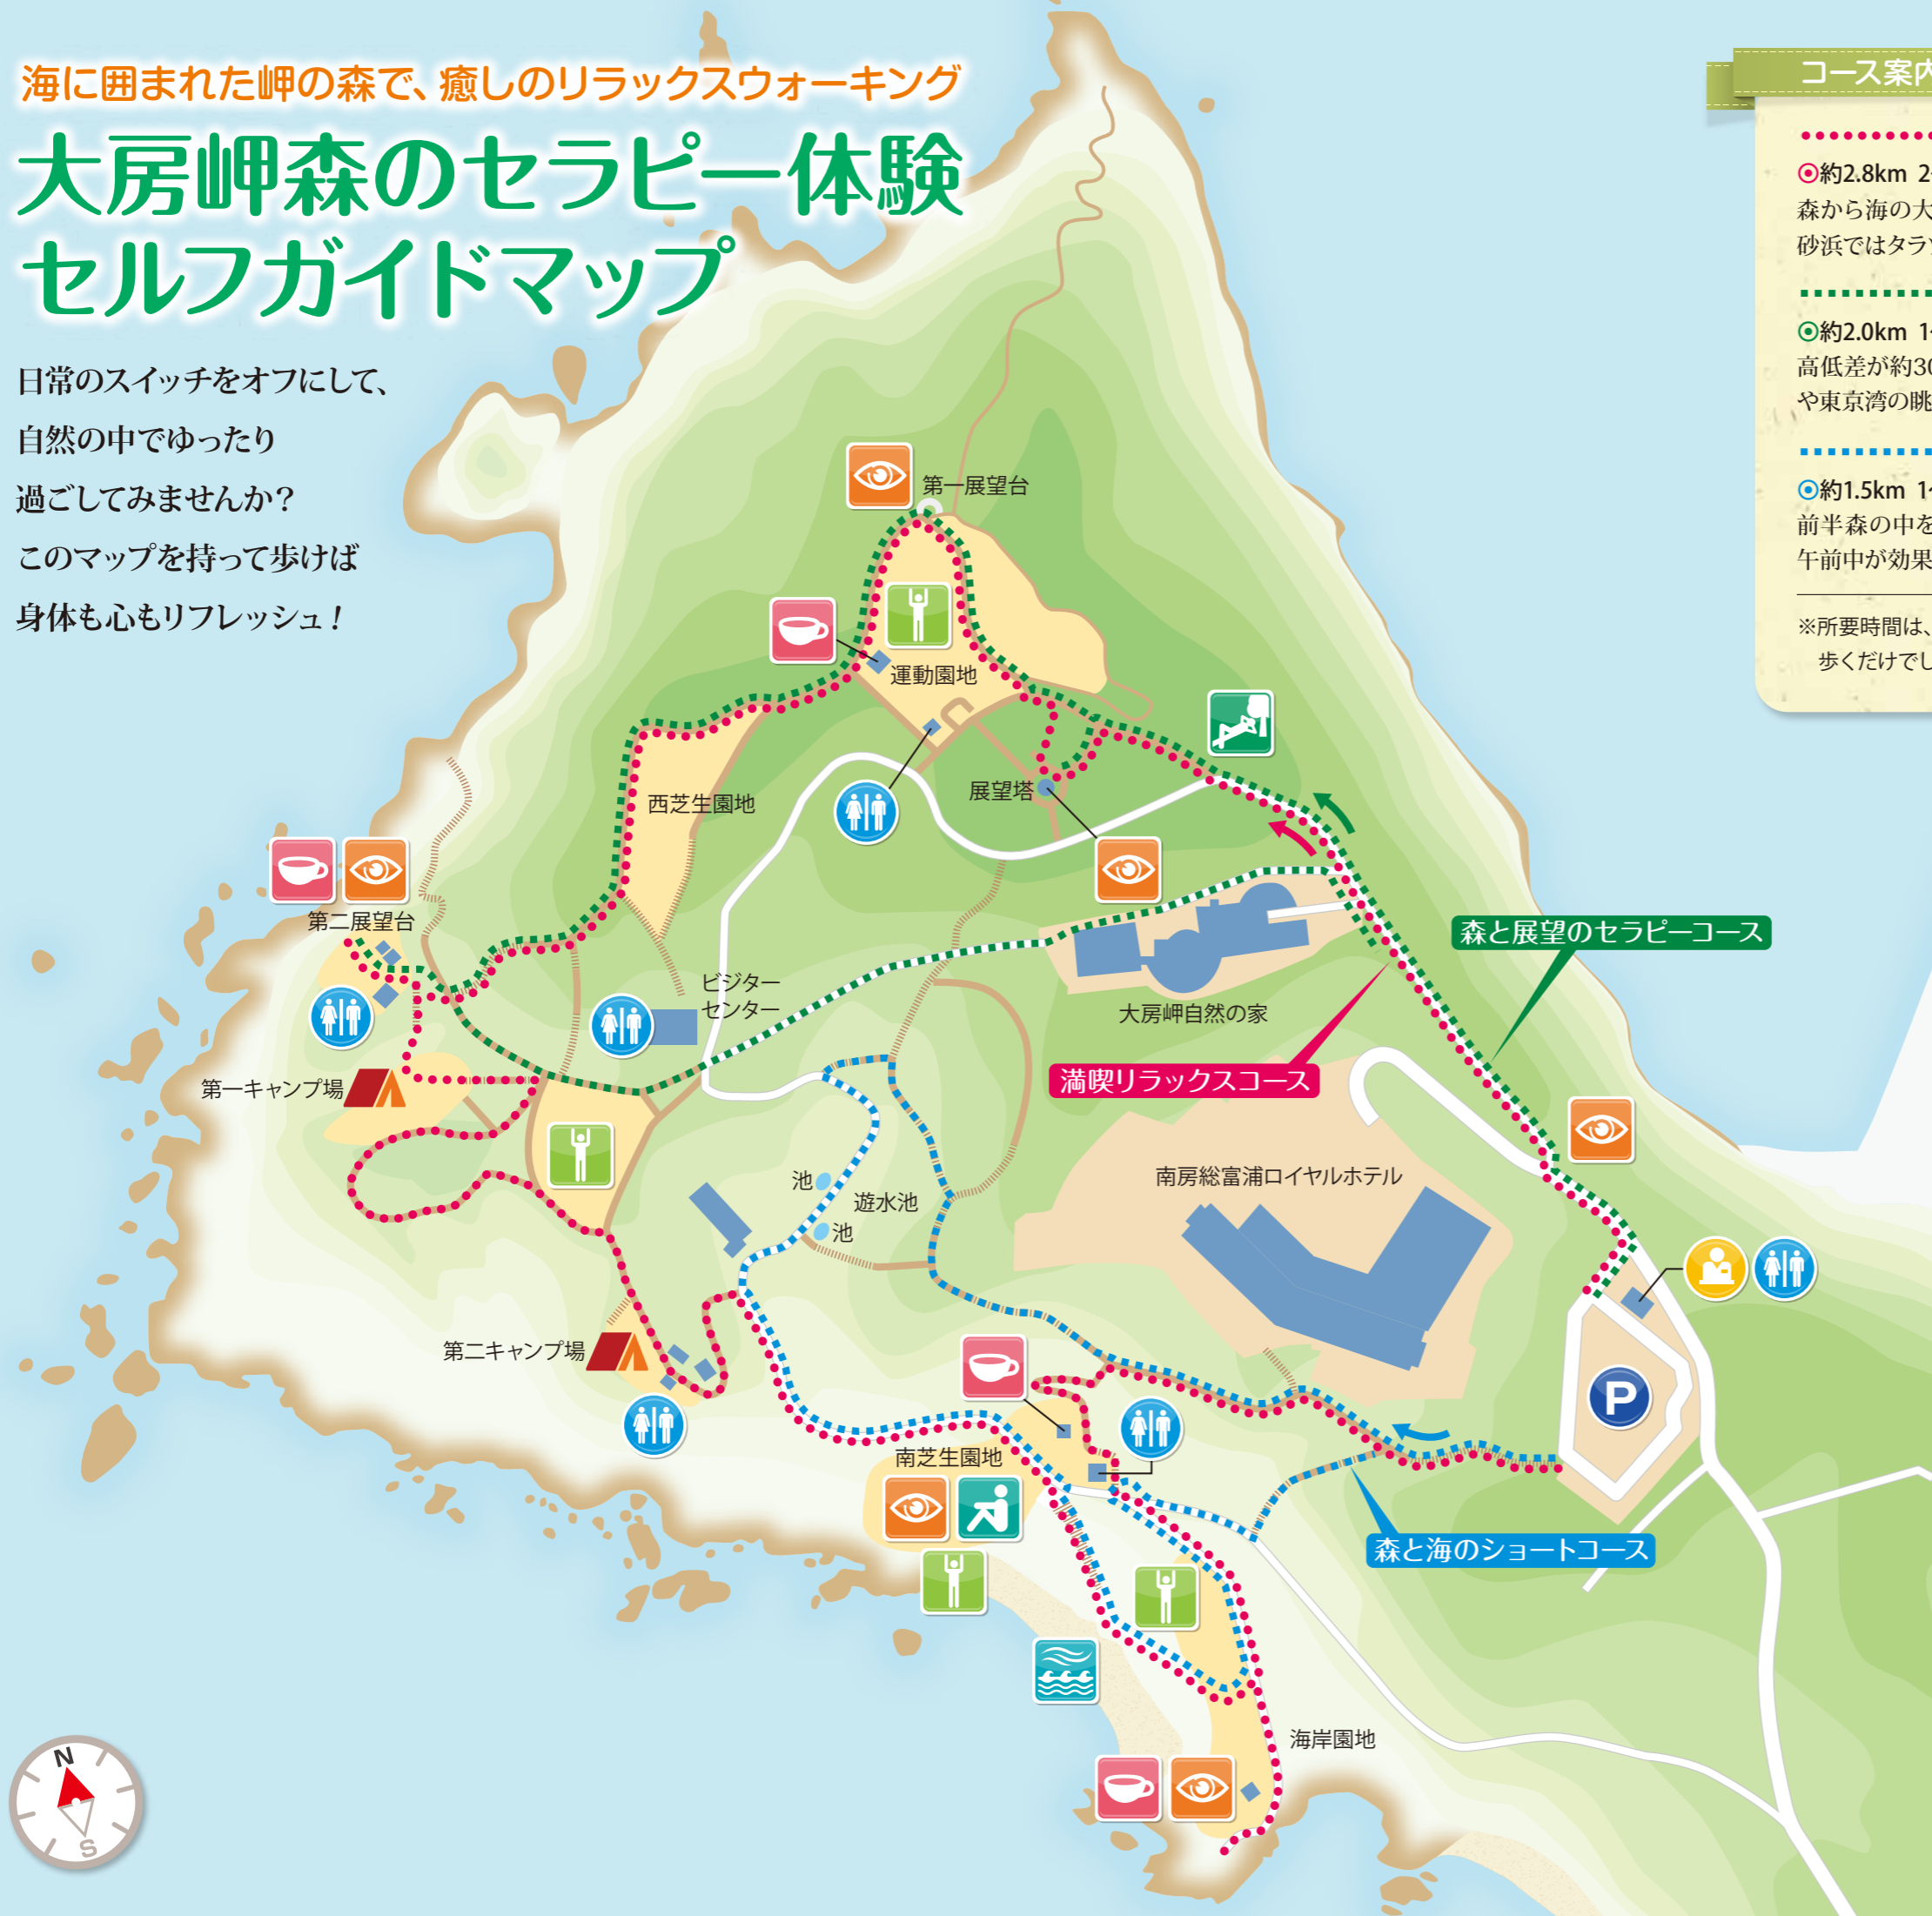 海に囲まれた岬の森で、癒しのリラックスウォーキング
大房岬森のセラピー体験
セルフガイドマップ
日常のスイッチをオフにして、
自然の中でゆったり
過ごしてみませんか？
このマップを持って歩けば
身体も心もリフレッシュ！
コース案内
約2.8km 2
森から海の大
砂浜ではタラソ
約2.0km 1
高低差が約30
や東京湾の眺
約1.5km 1
前半森の中を
午前中が効果
※所要時間は、
歩くだけでし
第一展望台
運動園地
展望塔
西芝生園地
第二展望台
ビジター
センター
大房岬自然の家
森と展望のセラピーコース
満喫リラックスコース
第一キャンプ場
南房総富浦ロイヤルホテル
池
遊水池
池
第二キャンプ場
P
南芝生園地
森と海のショートコース
海岸園地
N
S